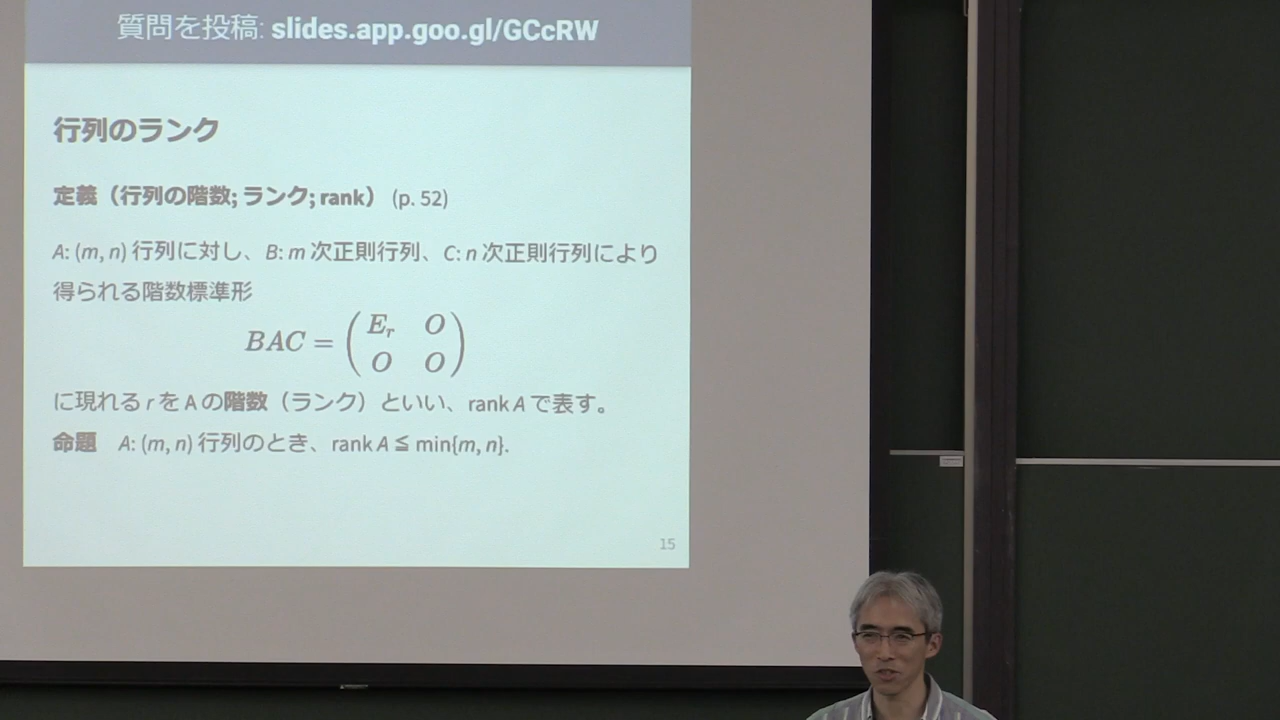 質問を投稿: slides.app.goo.gl/GCcRW
行列のランク
定義（行列の階数; ランク; rank） (p. 52)
A: (m, n) 行列に対し、B: m 次正則行列、C: n 次正則行列により
得られる階数標準形
BAC = ( E_r O
O O )
に現れる r を A の階数（ランク）といい、rank A で表す。
命題 A: (m, n) 行列のとき、rank A ≦ min{m, n}.
15